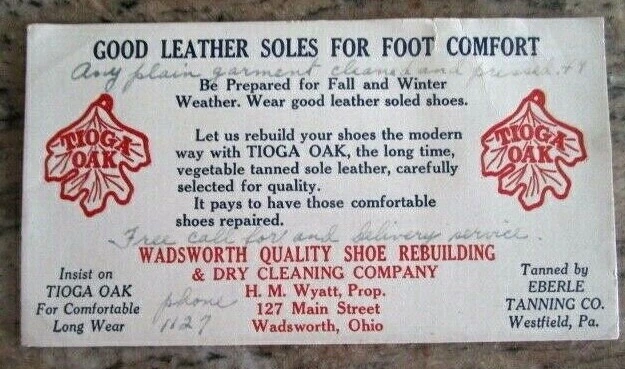 GOOD LEATHER SOLES FOR FOOT COMFORT
Any plain garment cleaned and pressed
Be Prepared for Fall and Winter
Weather. Wear good leather soled shoes.
TIOGA
OAK
Let us rebuild your shoes the modern
way with TIOGA OAK, the long time,
vegetable tanned sole leather, carefully
selected for quality.
It pays to have those comfortable
shoes repaired.
TIOGA
OAK
Free call for and delivery service.
WADSWORTH QUALITY SHOE REBUILDING
& DRY CLEANING COMPANY
H. M. Wyatt, Prop.
127 Main Street
Wadsworth, Ohio
Insist on
TIOGA OAK
For Comfortable
Long Wear
phone
1127
Tanned by
EBERLE
TANNING CO.
Westfield, Pa.